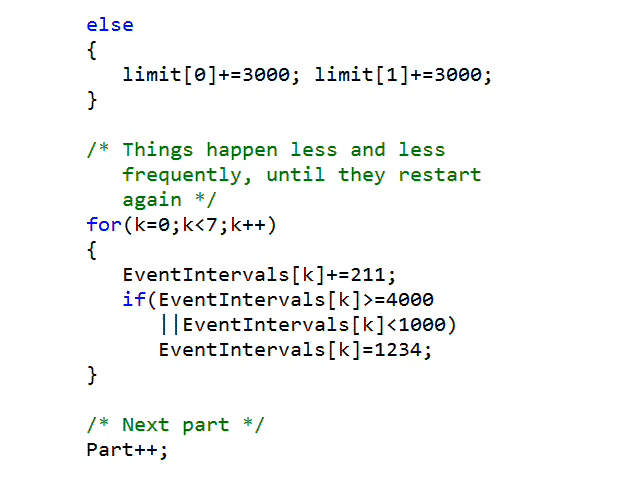 else
{
limit[0]+=3000; limit[1]+=3000;
}
/* Things happen less and less
frequently, until they restart
again */
for(k=0;k<7;k++)
{
EventIntervals[k]+=211;
if(EventIntervals[k]>=4000
||EventIntervals[k]<1000)
EventIntervals[k]=1234;
}
/* Next part */
Part++;